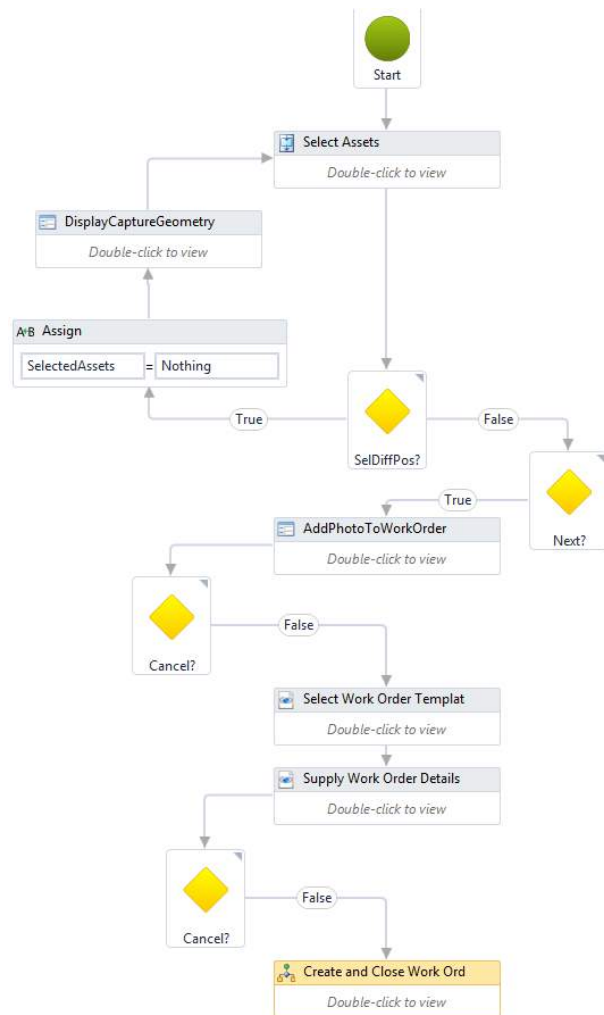 Start
Select Assets
Double-click to view
DisplayCaptureGeometry
Double-click to view
A+B Assign
SelectedAssets = Nothing
True
False
SelDiffPos?
True
Next?
AddPhotoToWorkOrder
Double-click to view
False
Cancel?
Select Work Order Templat
Double-click to view
Supply Work Order Details
Double-click to view
False
Cancel?
Create and Close Work Ord
Double-click to view